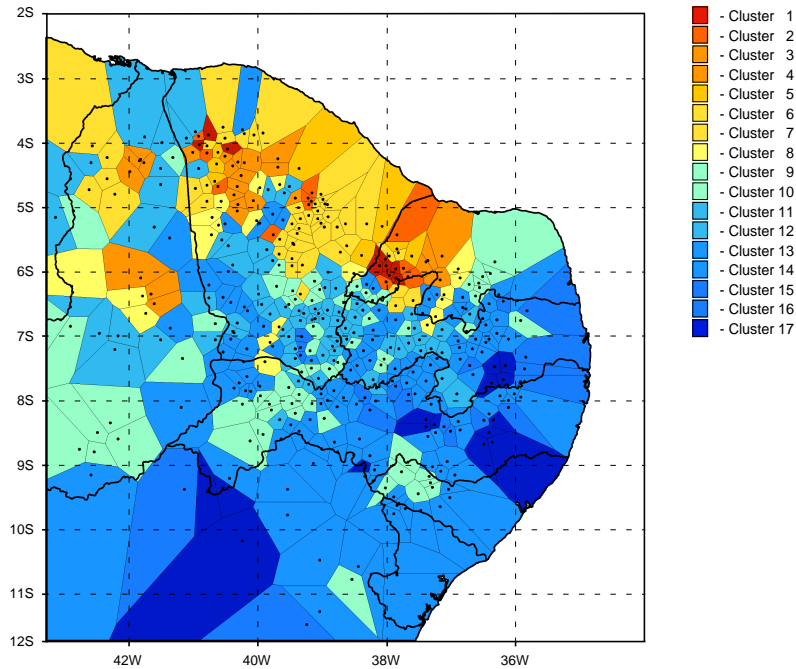 2S
3S
4S
5S
6S
7S
8S
9S
10S
11S
12S
42W 40W 38W 36W
- Cluster 1
- Cluster 2
- Cluster 3
- Cluster 4
- Cluster 5
- Cluster 6
- Cluster 7
- Cluster 8
- Cluster 9
- Cluster 10
- Cluster 11
- Cluster 12
- Cluster 13
- Cluster 14
- Cluster 15
- Cluster 16
- Cluster 17